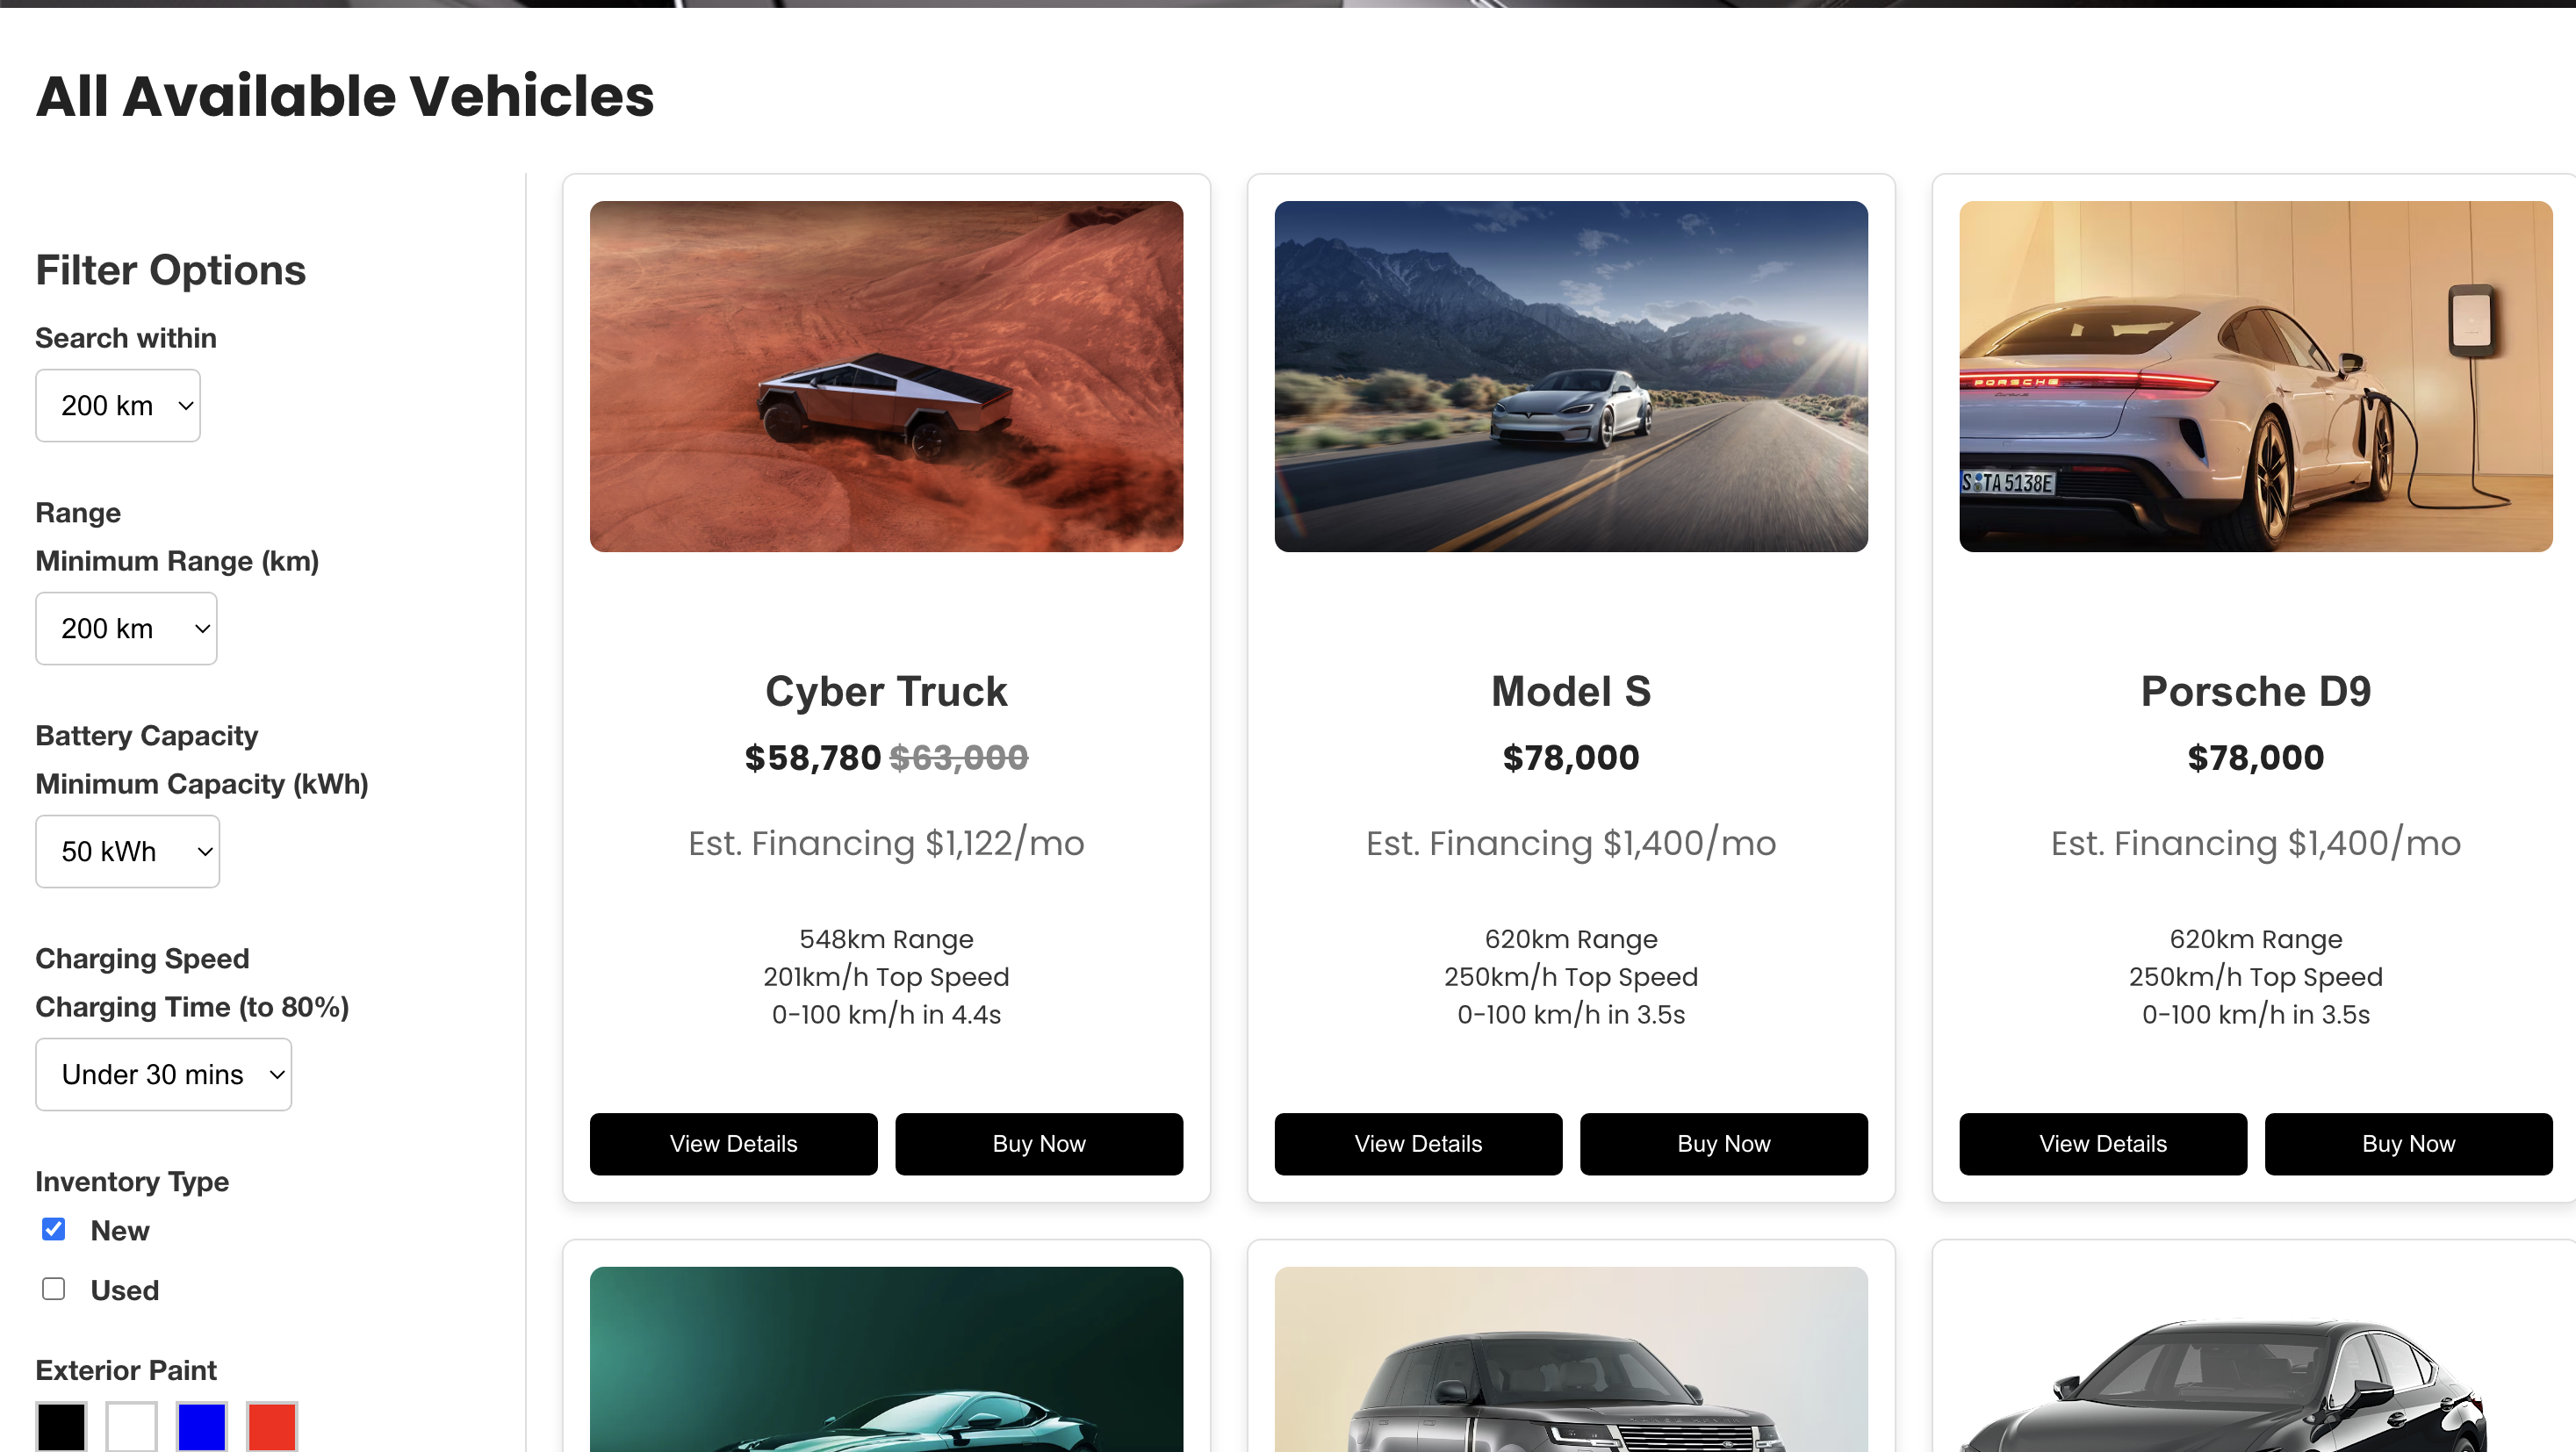 All Available Vehicles
Filter Options
Search within
200 km
Range
Minimum Range (km)
200 km
Battery Capacity
Minimum Capacity (kWh)
50 kWh
Charging Speed
Charging Time (to 80%)
Under 30 mins
Inventory Type
New
Used
Exterior Paint
Cyber Truck
$58,780 $63,000
Est. Financing $1,122/mo
548km Range
201km/h Top Speed
0-100 km/h in 4.4s
View Details
Buy Now
Model S
$78,000
Est. Financing $1,400/mo
620km Range
250km/h Top Speed
0-100 km/h in 3.5s
View Details
Buy Now
PORSCHE
S TA 5138E
Porsche D9
$78,000
Est. Financing $1,400/mo
620km Range
250km/h Top Speed
0-100 km/h in 3.5s
View Details
Buy Now